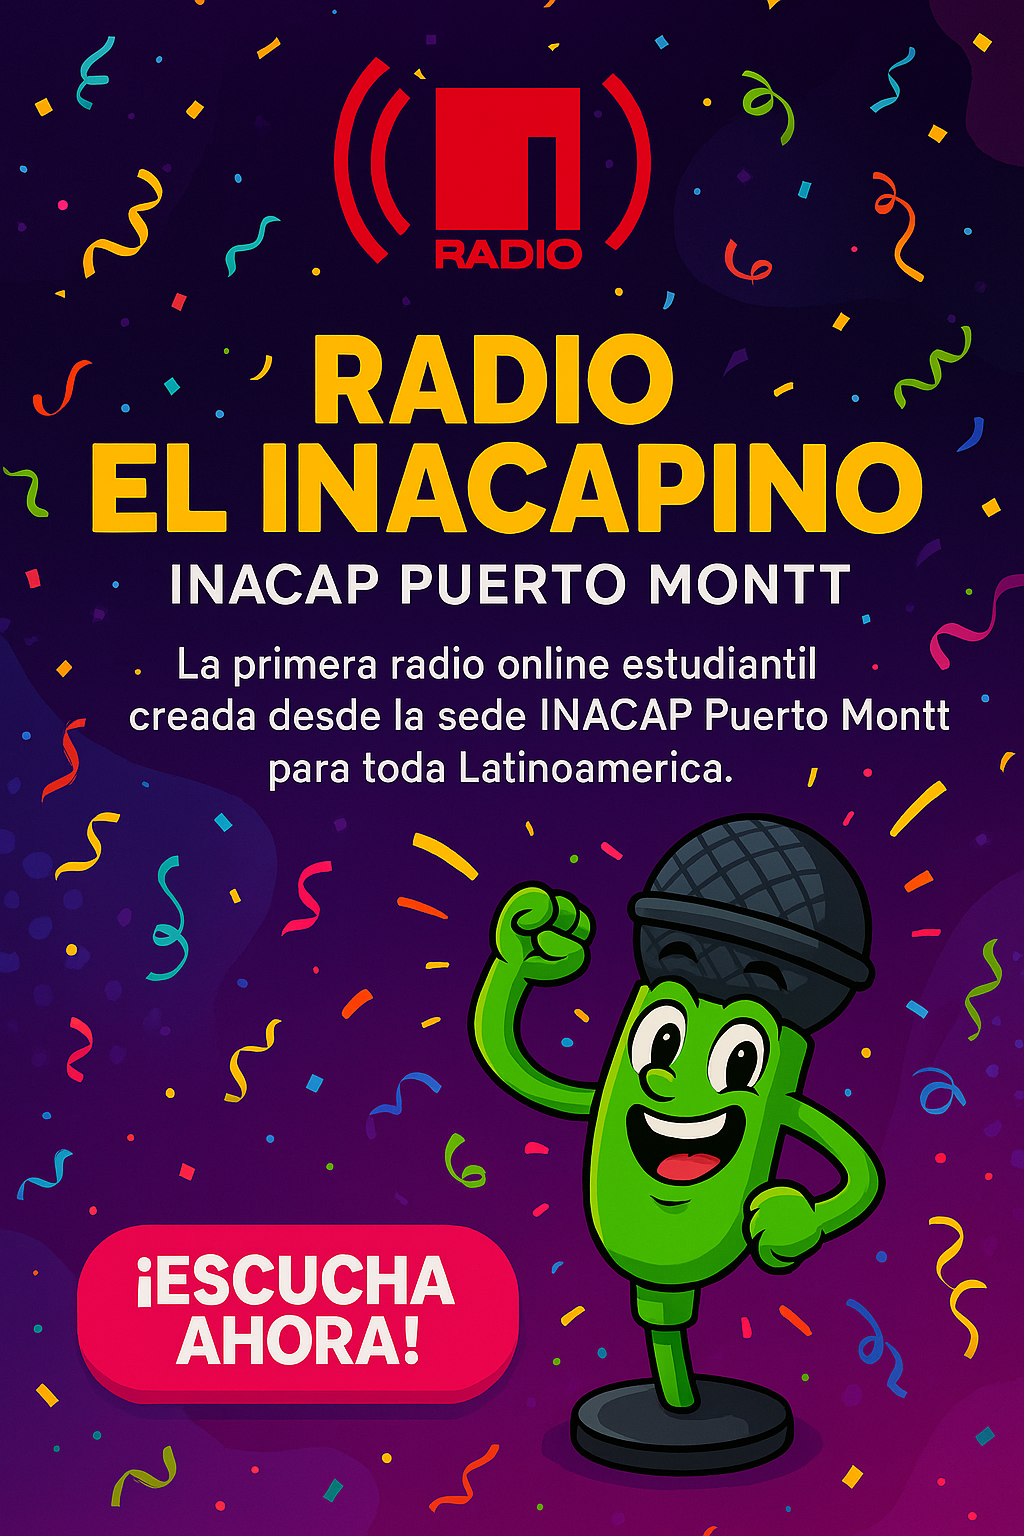 RADIO
RADIO
EL INACAPINO
INACAP PUERTO MONTT
La primera radio online estudiantil
creada desde la sede INACAP Puerto Montt
para toda Latinoamerica.
¡ESCUCHA
AHORA!